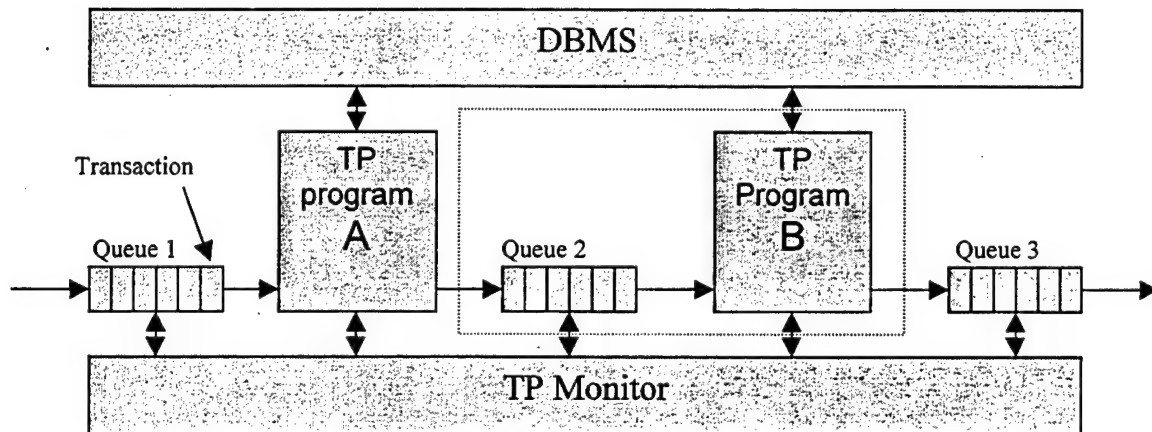 DBMS
Transaction
TP
program
A
TP
Program
B
Queue 1
Queue 2
Queue 3
TP Monitor